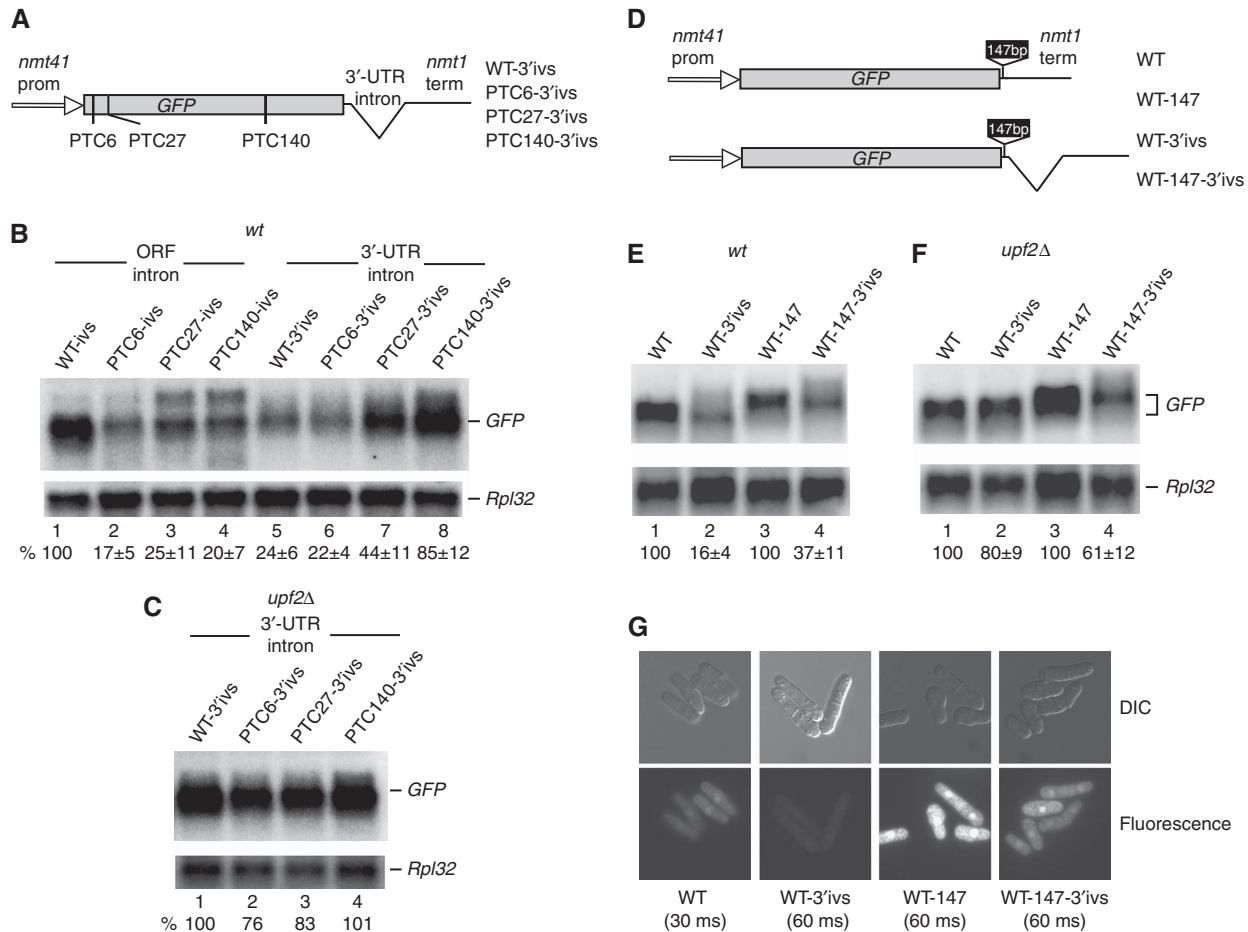 A
nmt41
prom
GFP
3′-UTR
intron
nmt1
term
PTC6
PTC27
PTC140
WT-3′ivs
PTC6-3′ivs
PTC27-3′ivs
PTC140-3′ivs
B
wt
ORF
intron
3′-UTR
intron
WT-ivs
PTC6-ivs
PTC27-ivs
PTC140-ivs
WT-3′ivs
PTC6-3′ivs
PTC27-3′ivs
PTC140-3′ivs
GFP
Rpl32
1 2 3 4 5 6 7 8
% 100 17±5 25±11 20±7 24±6 22±4 44±11 85±12
C
upf2Δ
3′-UTR
intron
WT-3′ivs
PTC6-3′ivs
PTC27-3′ivs
PTC140-3′ivs
GFP
Rpl32
1 2 3 4
% 100 76 83 101
D
nmt41
prom
147bp
nmt1
term
GFP
WT
WT-147
147bp
GFP
WT-3′ivs
WT-147-3′ivs
E
wt
WT
WT-3′ivs
WT-147
WT-147-3′ivs
1 2 3 4
100 16±4 100 37±11
F
upf2Δ
WT
WT-3′ivs
WT-147
WT-147-3′ivs
GFP
Rpl32
1 2 3 4
100 80±9 100 61±12
G
DIC
Fluorescence
WT
(30 ms)
WT-3′ivs
(60 ms)
WT-147
(60 ms)
WT-147-3′ivs
(60 ms)